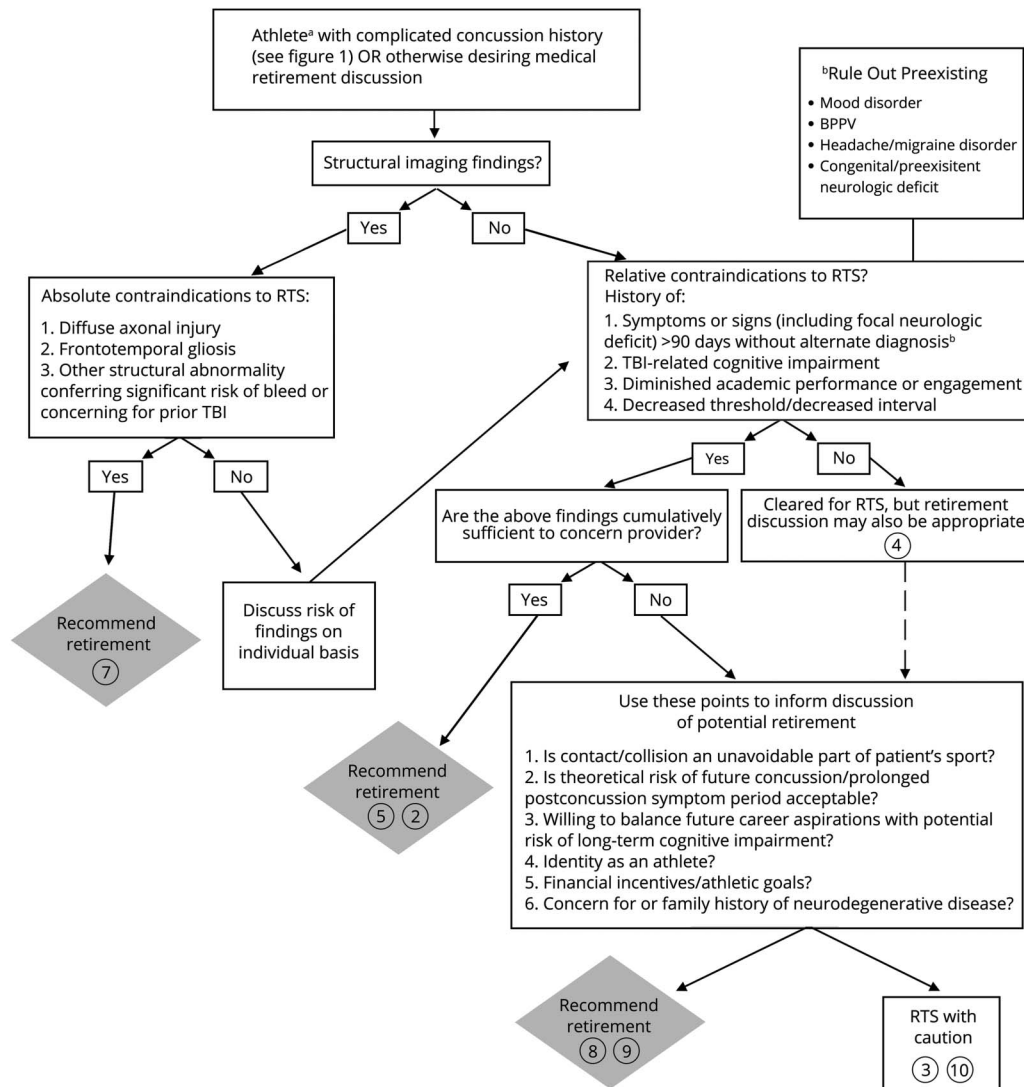 Athleteᵃ with complicated concussion history
(see figure 1) OR otherwise desiring medical
retirement discussion
ᵇRule Out Preexisting
• Mood disorder
• BPPV
• Headache/migraine disorder
• Congenital/preexisitent
neurologic deficit
Structural imaging findings?
Yes
No
Absolute contraindications to RTS:
1. Diffuse axonal injury
2. Frontotemporal gliosis
3. Other structural abnormality
conferring significant risk of bleed or
concerning for prior TBI
Relative contraindications to RTS?
History of:
1. Symptoms or signs (including focal neurologic
deficit) >90 days without alternate diagnosisᵇ
2. TBI-related cognitive impairment
3. Diminished academic performance or engagement
4. Decreased threshold/decreased interval
Yes
No
Yes
No
Recommend
retirement
⑦
Discuss risk of
findings on
individual basis
Are the above findings cumulatively
sufficient to concern provider?
Cleared for RTS, but retirement
discussion may also be appropriate
④
Yes
No
Recommend
retirement
⑤ ②
Use these points to inform discussion
of potential retirement
1. Is contact/collision an unavoidable part of patient's sport?
2. Is theoretical risk of future concussion/prolonged
postconcussion symptom period acceptable?
3. Willing to balance future career aspirations with potential
risk of long-term cognitive impairment?
4. Identity as an athlete?
5. Financial incentives/athletic goals?
6. Concern for or family history of neurodegenerative disease?
Recommend
retirement
⑧ ⑨
RTS with
caution
③ ⑩